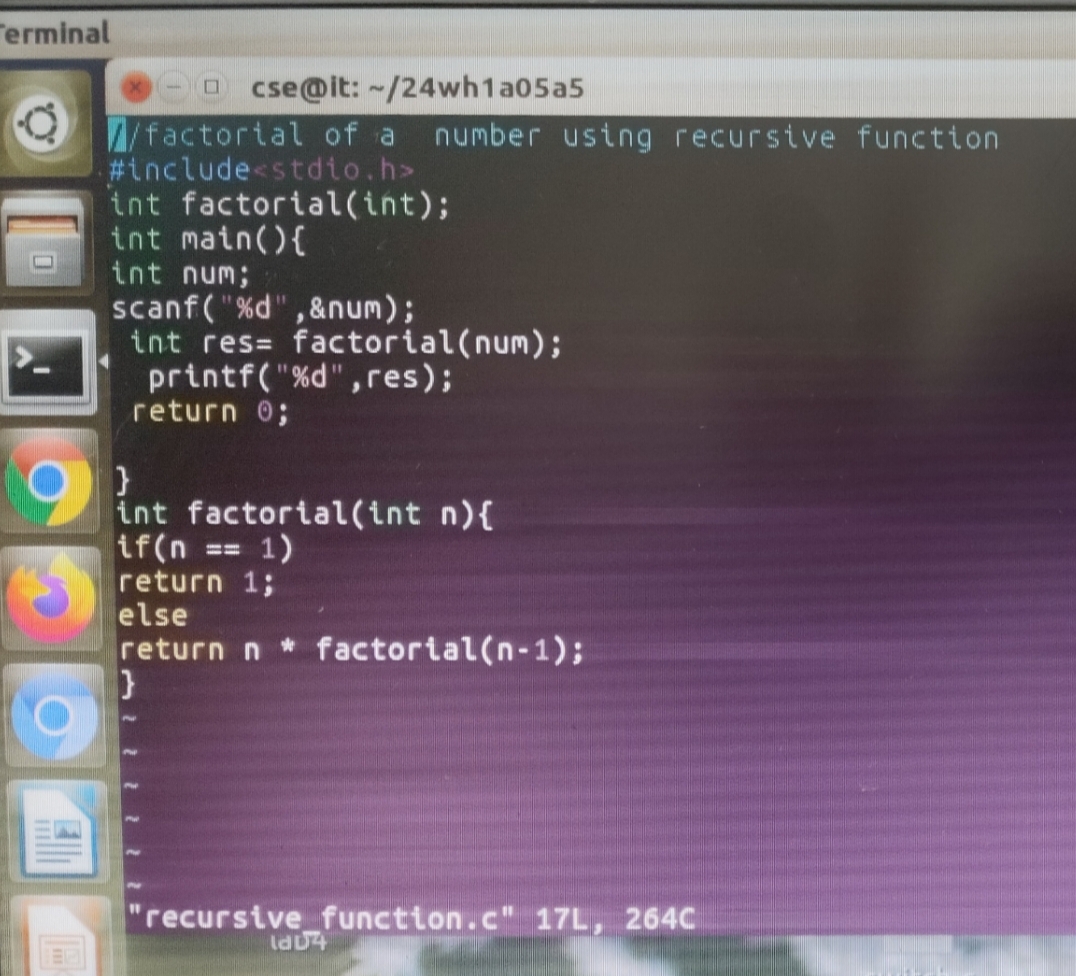 Terminal
cse@it: ~/24wh1a05a5
//factorial of a  number using recursive function
#include<stdio.h>
int factorial(int);
int main(){
int num;
scanf("%d",&num);
 int res= factorial(num);
  printf("%d",res);
 return 0;

}
int factorial(int n){
if(n == 1)
return 1;
else
return n * factorial(n-1);
}
~
~
~
~
~
~
"recursive_function.c" 17L, 264C